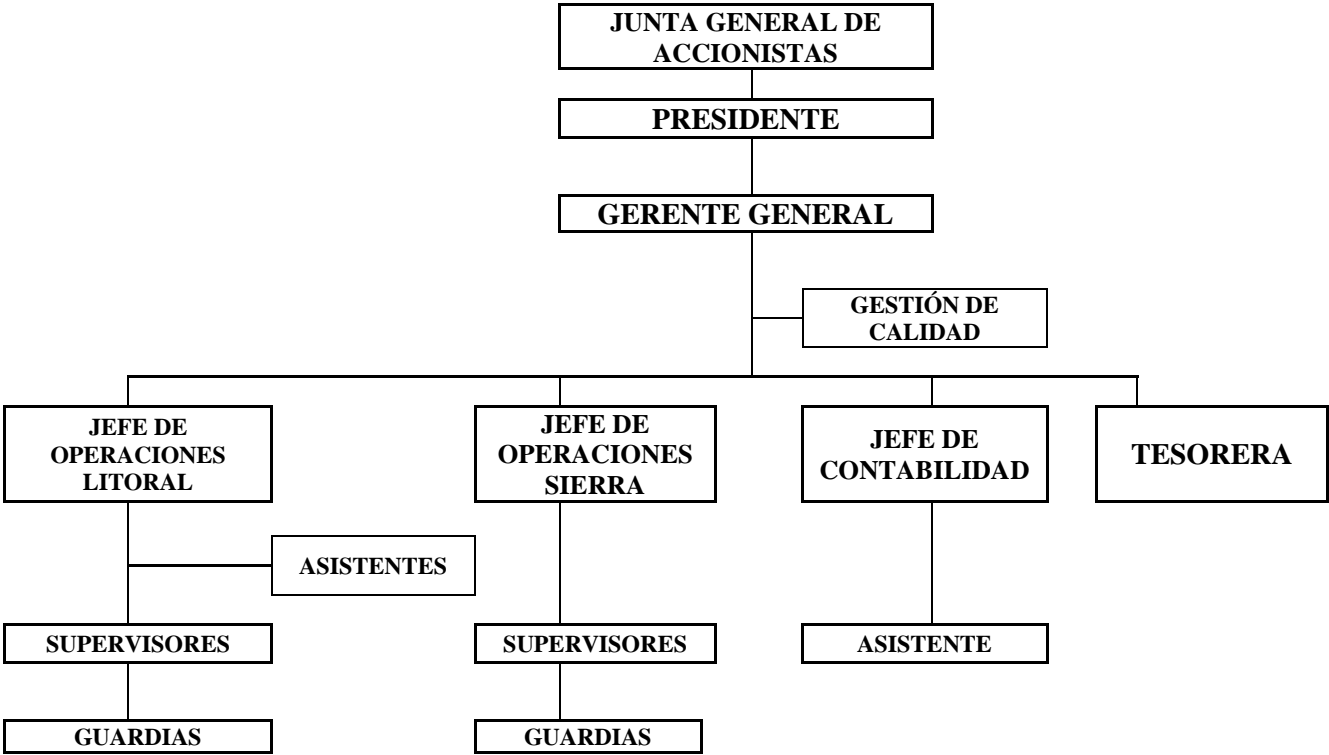 JUNTA GENERAL DE
ACCIONISTAS
PRESIDENTE
GERENTE GENERAL
GESTIÓN DE
CALIDAD
JEFE DE
OPERACIONES
LITORAL
JEFE DE
OPERACIONES
SIERRA
JEFE DE
CONTABILIDAD
TESORERA
ASISTENTES
SUPERVISORES
SUPERVISORES
ASISTENTE
GUARDIAS
GUARDIAS